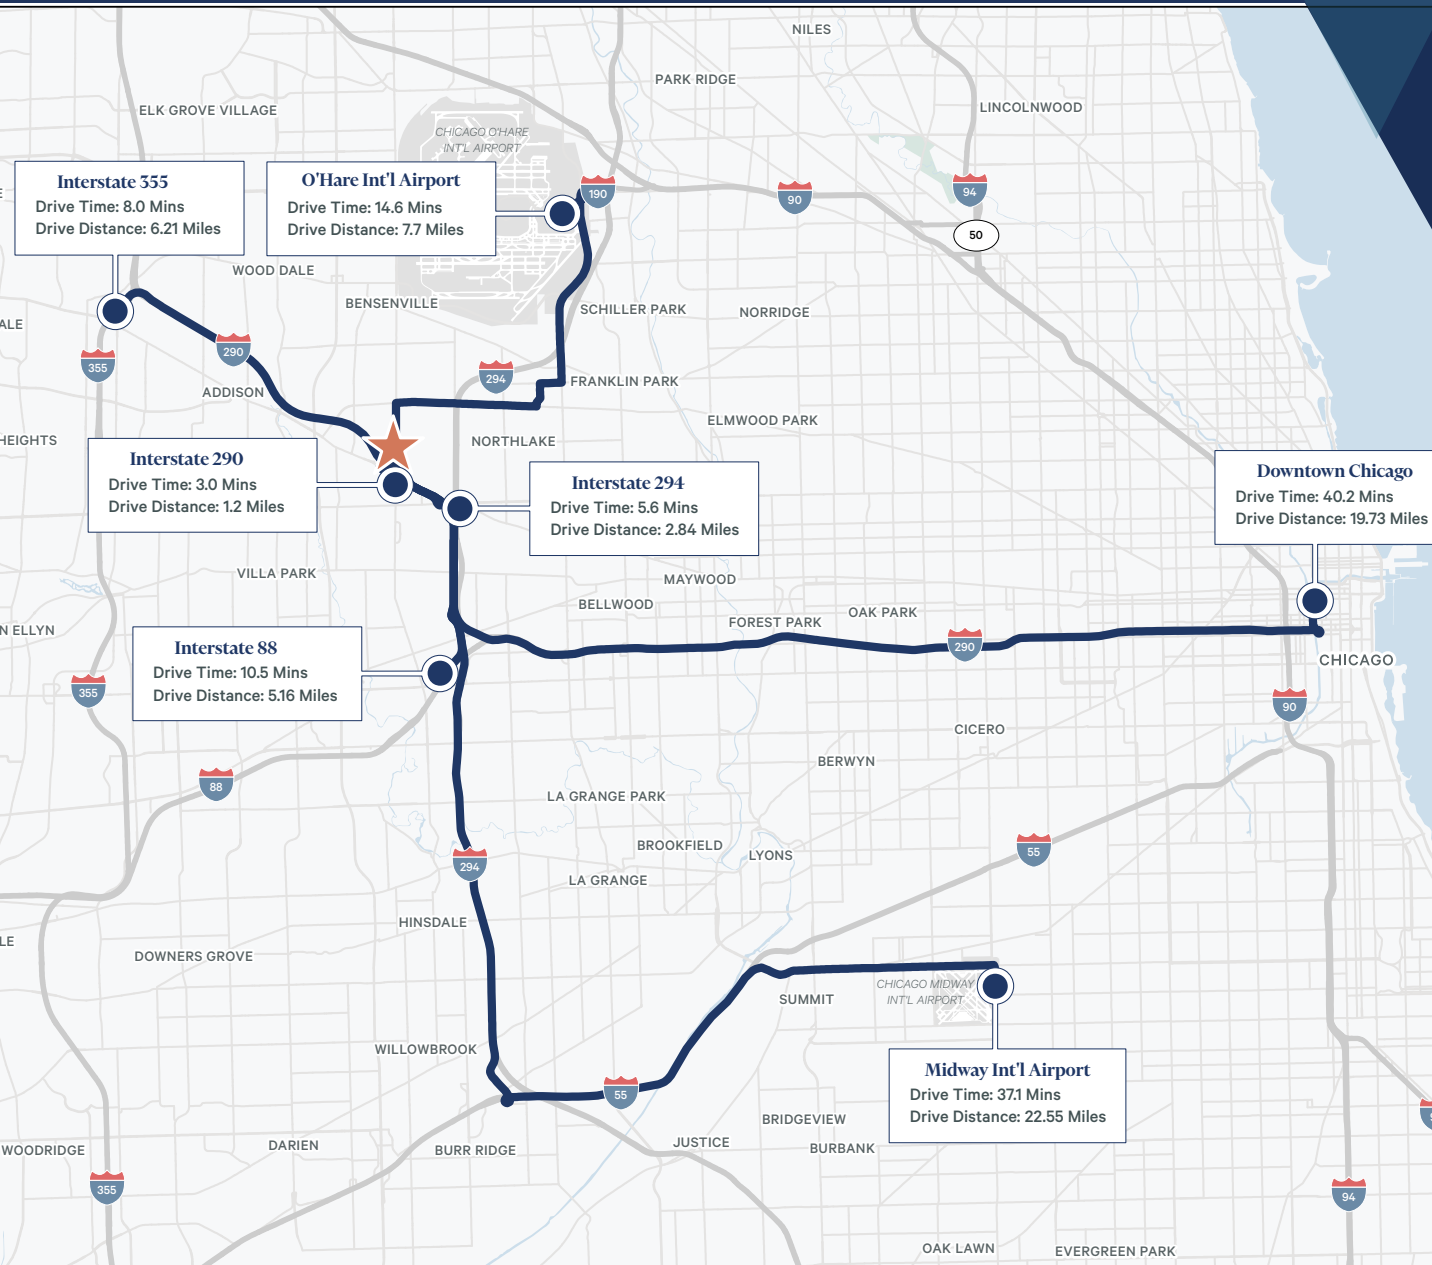 NILES
PARK RIDGE
LINCOLNWOOD
ELK GROVE VILLAGE
CHICAGO O'HARE
INT'L AIRPORT
Interstate 355
Drive Time: 8.0 Mins
Drive Distance: 6.21 Miles
O'Hare Int'l Airport
Drive Time: 14.6 Mins
Drive Distance: 7.7 Miles
190
90
94
50
WOOD DALE
BENSENVILLE
SCHILLER PARK
NORRIDGE
ALE
290
355
294
FRANKLIN PARK
ADDISON
ELMWOOD PARK
HEIGHTS
NORTHLAKE
Interstate 290
Drive Time: 3.0 Mins
Drive Distance: 1.2 Miles
Interstate 294
Drive Time: 5.6 Mins
Drive Distance: 2.84 Miles
Downtown Chicago
Drive Time: 40.2 Mins
Drive Distance: 19.73 Miles
VILLA PARK
MAYWOOD
BELLWOOD
OAK PARK
FOREST PARK
N ELLYN
290
Interstate 88
Drive Time: 10.5 Mins
Drive Distance: 5.16 Miles
CHICAGO
355
90
CICERO
BERWYN
88
LA GRANGE PARK
BROOKFIELD
LYONS
55
294
LA GRANGE
HINSDALE
LE
DOWNERS GROVE
CHICAGO MIDWAY
INT'L AIRPORT
SUMMIT
WILLOWBROOK
Midway Int'l Airport
Drive Time: 37.1 Mins
Drive Distance: 22.55 Miles
55
BRIDGEVIEW
WOODRIDGE
DARIEN
BURR RIDGE
JUSTICE
BURBANK
355
94
OAK LAWN
EVERGREEN PARK